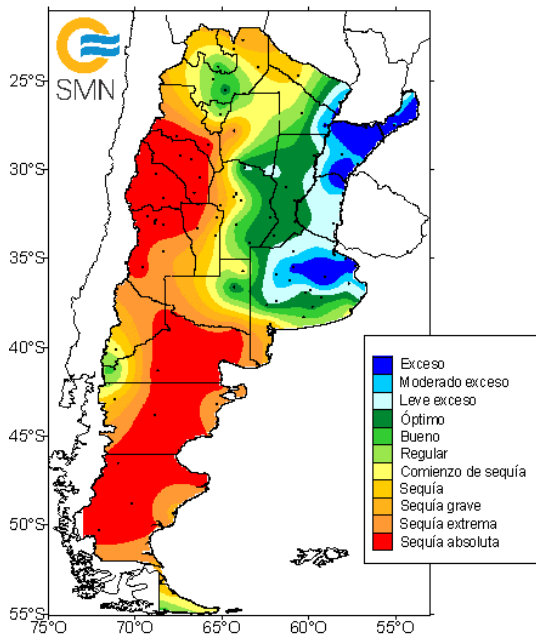 SMN
25°S
30°S
35°S
40°S
45°S
50°S
55°S
75°O
70°O
65°O
60°O
55°O
Exceso
Moderado exceso
Leve exceso
Óptimo
Bueno
Regular
Comienzo de sequía
Sequía
Sequía grave
Sequía extrema
Sequía absoluta